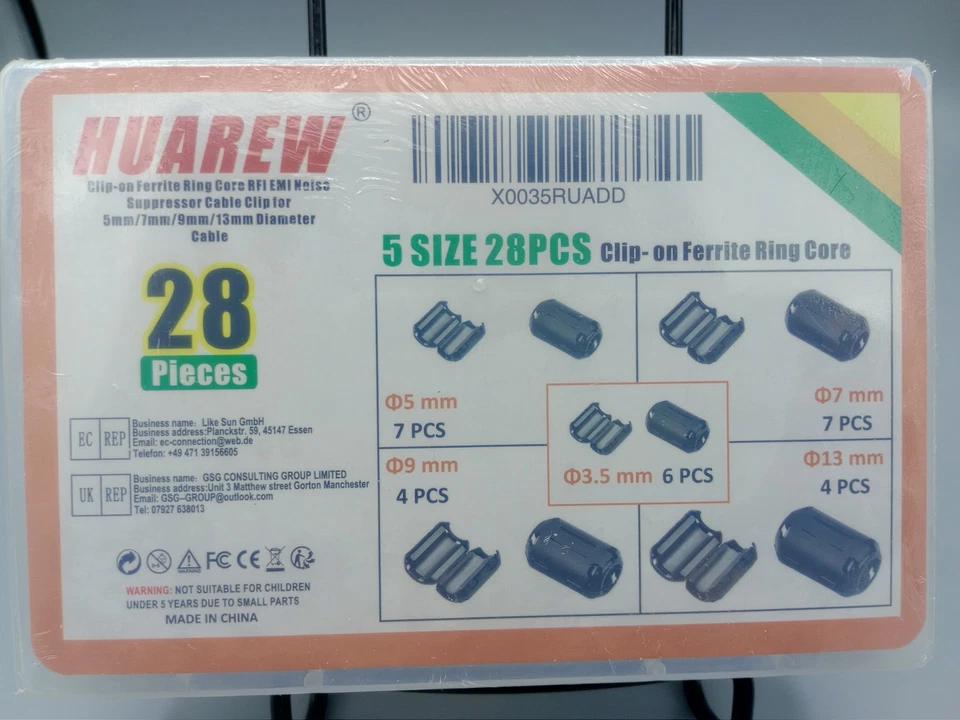 HUAREW®
Clip-on Ferrite Ring Core RFI EMI Noise
Suppressor Cable Clip for
5mm/7mm/9mm/13mm Diameter
Cable
28
Pieces
EC REP
Business name: Like Sun GmbH
Business address:Planckstr. 59, 45147 Essen
Email: ec-connection@web.de
Telefon: +49 471 39156605
UK REP
Business name: GSG CONSULTING GROUP LIMITED
Business address:Unit 3 Matthew street Gorton Manchester
Email: GSG-GROUP@outlook.com
Tel: 07927 638013
FC CE
WARNING: NOT SUITABLE FOR CHILDREN
UNDER 5 YEARS DUE TO SMALL PARTS
MADE IN CHINA
X0035RUADD
5 SIZE 28PCS Clip- on Ferrite Ring Core
Φ5 mm
7 PCS
Φ7 mm
7 PCS
Φ3.5 mm 6 PCS
Φ9 mm
4 PCS
Φ13 mm
4 PCS